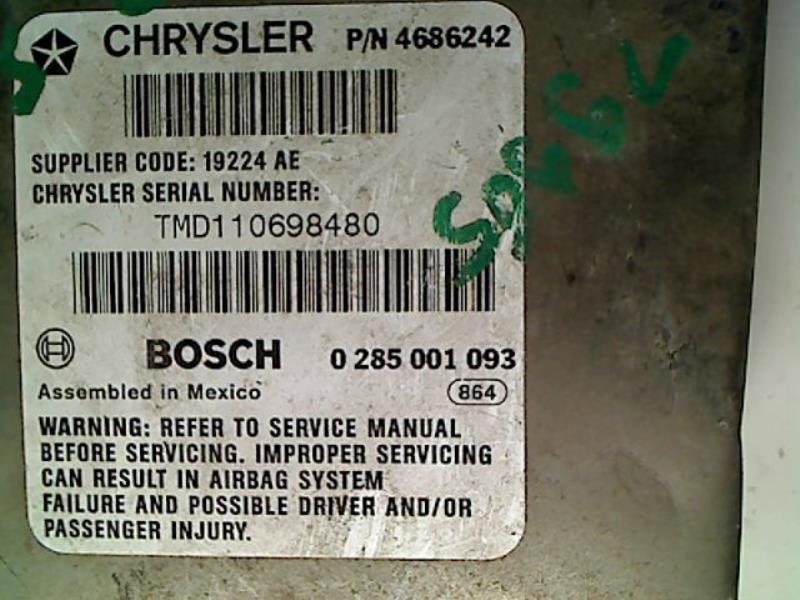 CHRYSLER P/N 4686242
SUPPLIER CODE: 19224 AE
CHRYSLER SERIAL NUMBER:
TMD110698480
BOSCH 0 285 001 093
Assembled in Mexico 864
WARNING: REFER TO SERVICE MANUAL
BEFORE SERVICING. IMPROPER SERVICING
CAN RESULT IN AIRBAG SYSTEM
FAILURE AND POSSIBLE DRIVER AND/OR
PASSENGER INJURY.